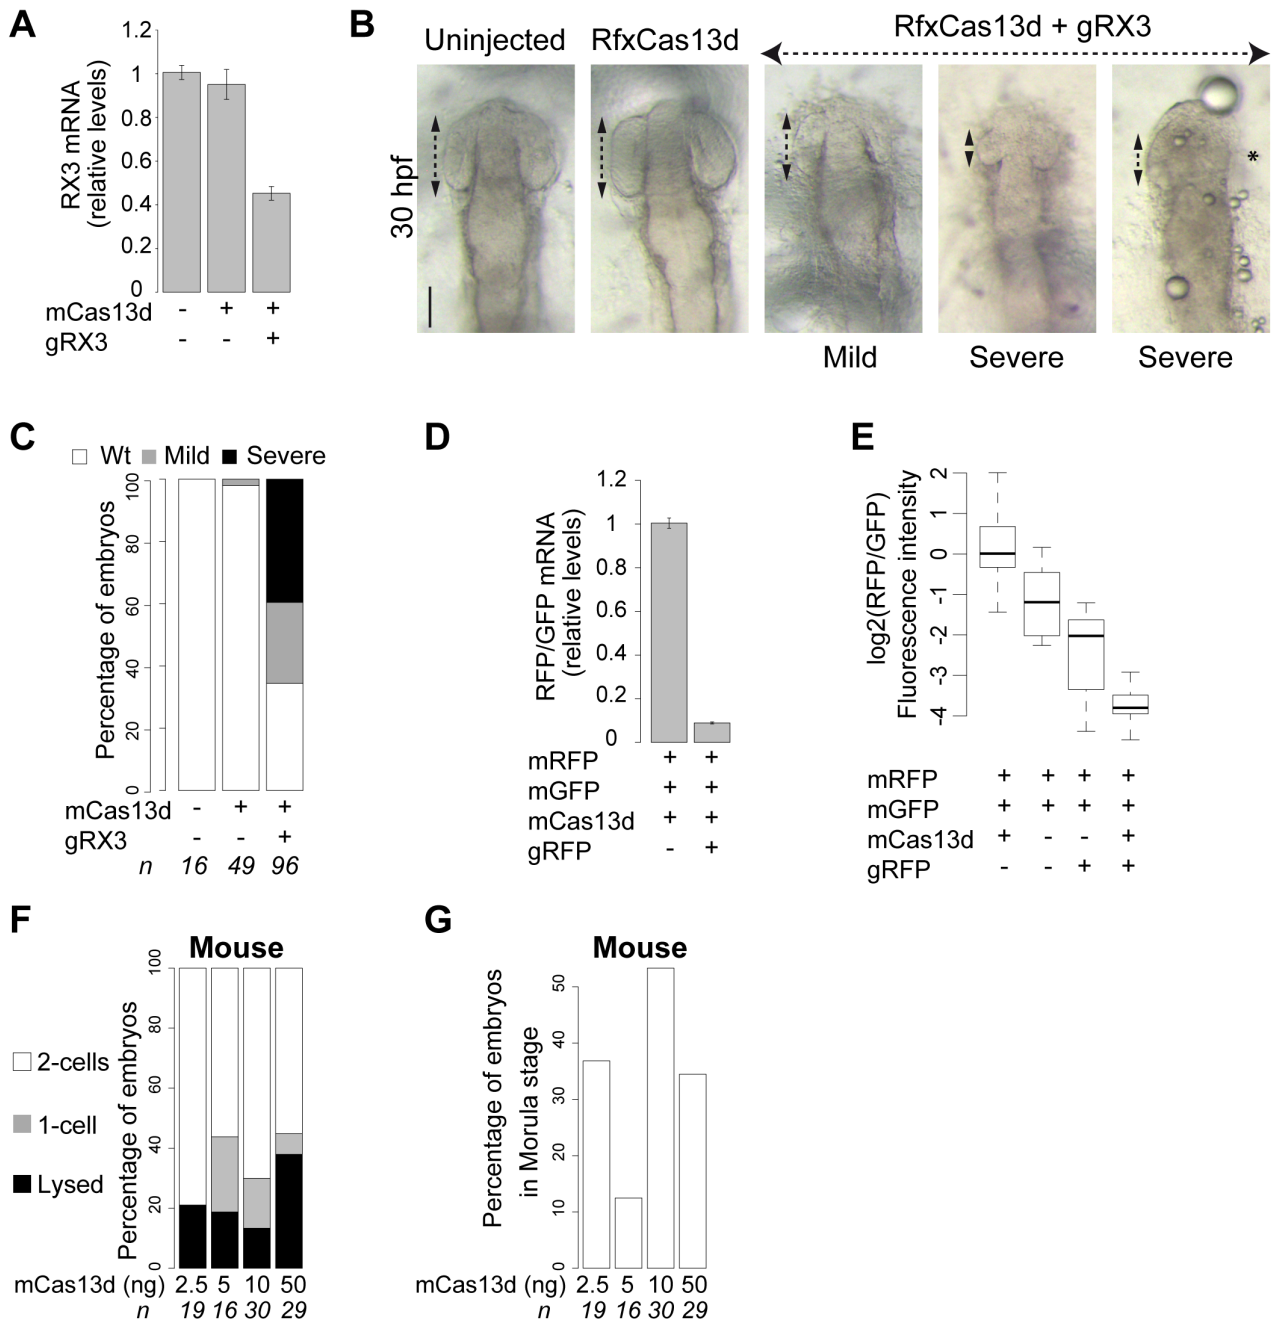 A
1.2
1
0.8
0.6
0.4
0.2
0
RX3 mRNA
(relative levels)
mCas13d - + +
gRX3 - - +
B
Uninjected RfxCas13d RfxCas13d + gRX3
30 hpf
*
Mild Severe Severe
C
Wt Mild Severe
100
80
60
40
20
0
Percentage of embryos
mCas13d - + +
gRX3 - - +
n 16 49 96
D
1.2
1
0.8
0.6
0.4
0.2
0
RFP/GFP mRNA
(relative levels)
mRFP + +
mGFP + +
mCas13d + +
gRFP - +
E
2
1
0
-1
-2
-3
-4
log2(RFP/GFP)
Fluorescence intensity
mRFP + + + +
mGFP + + + +
mCas13d + - - +
gRFP - - + +
F
Mouse
100
80
60
40
20
0
Percentage of embryos
2-cells
1-cell
Lysed
mCas13d (ng) 2.5 5 10 50
n 19 16 30 29
G
Mouse
50
40
30
20
10
0
Percentage of embryos
in Morula stage
mCas13d (ng) 2.5 5 10 50
n 19 16 30 29